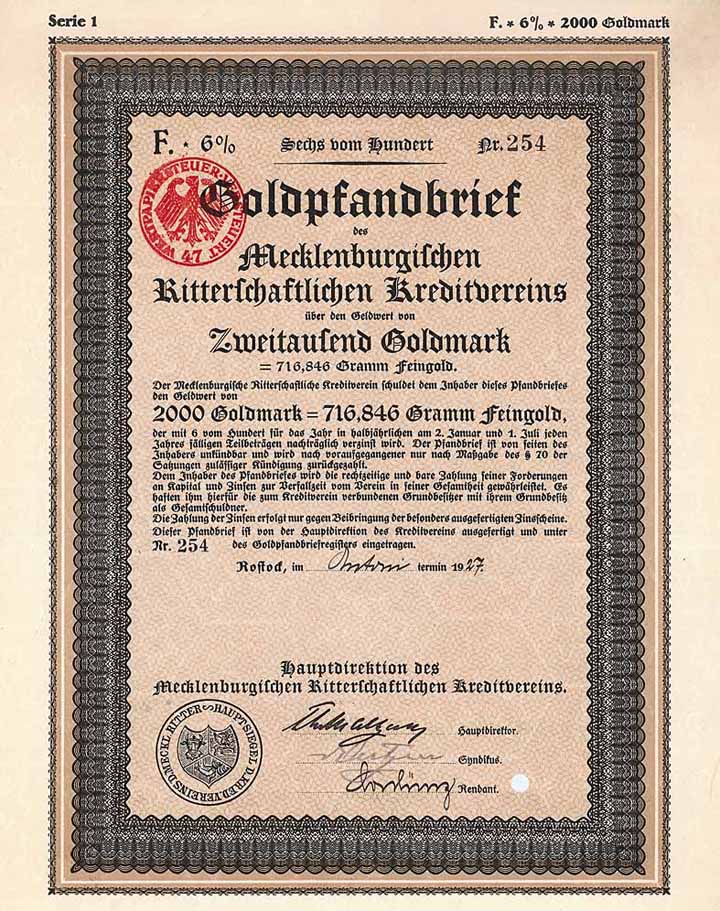 Serie 1
F. * 6% * 2000 Goldmark
F. * 6% Sechs vom Hundert Nr. 254
WERTPAPIERSTEUER VERSTEUERT
47
Goldpfandbrief
des
Mecklenburgischen
Ritterschaftlichen Kreditvereins
über den Geldwert von
Zweitausend Goldmark
= 716,846 Gramm Feingold.
Der Mecklenburgische Ritterschaftliche Kreditverein schuldet dem Inhaber dieses Pfandbriefes
den Geldwert von
2000 Goldmark = 716,846 Gramm Feingold,
der mit 6 vom Hundert für das Jahr in halbjährlichen am 2. Januar und 1. Juli jeden
Jahres fälligen Teilbeträgen nachträglich verzinst wird. Der Pfandbrief ist von seiten des
Inhabers unkündbar und wird nach vorausgegangener nur nach Maßgabe des § 70 der
Satzungen zulässiger Kündigung zurückgezahlt.
Dem Inhaber des Pfandbriefes wird die rechtzeitige und bare Zahlung seiner Forderungen
an Kapital und Zinsen zur Verfallzeit vom Verein in seiner Gesamtheit gewährleistet. Es
haften ihm hierfür die zum Kreditverein verbundenen Grundbesitzer mit ihrem Grundbesitz
als Gesamtschuldner.
Die Zahlung der Zinsen erfolgt nur gegen Beibringung der besonders ausgefertigten Zinsscheine.
Dieser Pfandbrief ist von der Hauptdirektion des Kreditvereins ausgefertigt und unter
Nr. 254 des Goldpfandbriefregisters eingetragen.
Rostock, im Antoni termin 1927.
Hauptdirektion des
Mecklenburgischen Ritterschaftlichen Kreditvereins.
Hauptdirektor.
Syndikus.
Rendant.
HAUPTSIEGEL D. KREDVEREINS D. MECKL. RITTER